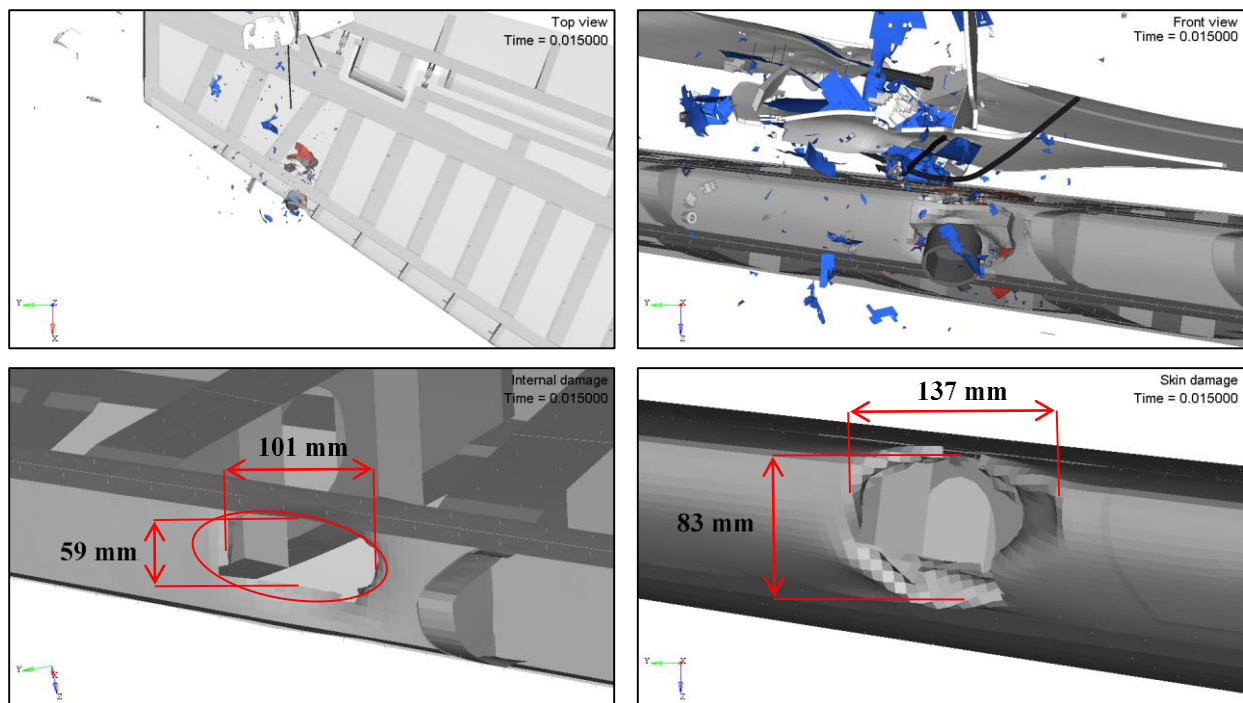 Top view
Time = 0.015000
Y
Z
X
Front view
Time = 0.015000
Y
X
Z
Internal damage
Time = 0.015000
101 mm
59 mm
Y
X
Z
Skin damage
Time = 0.015000
137 mm
83 mm
Y
X
Z